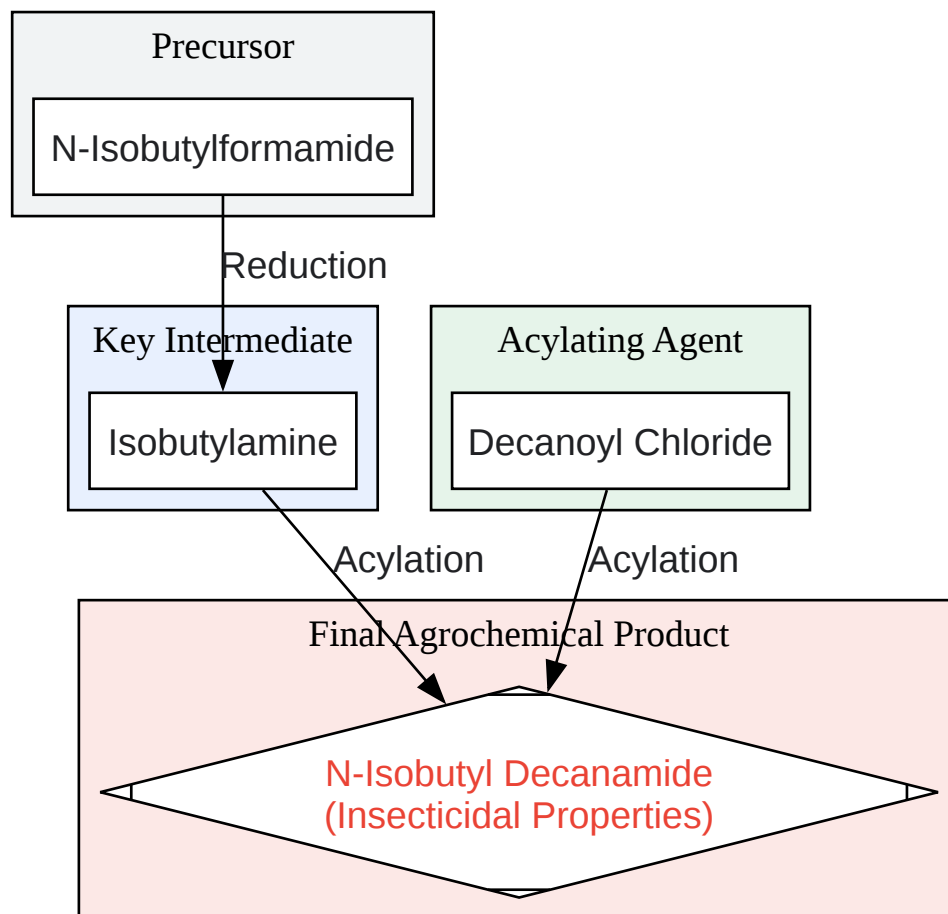 Precursor
N-Isobutylformamide
Reduction
Key Intermediate
Acylating Agent
Isobutylamine
Decanoyl Chloride
Acylation
Acylation
Final Agrochemical Product
N-Isobutyl Decanamide
(Insecticidal Properties)